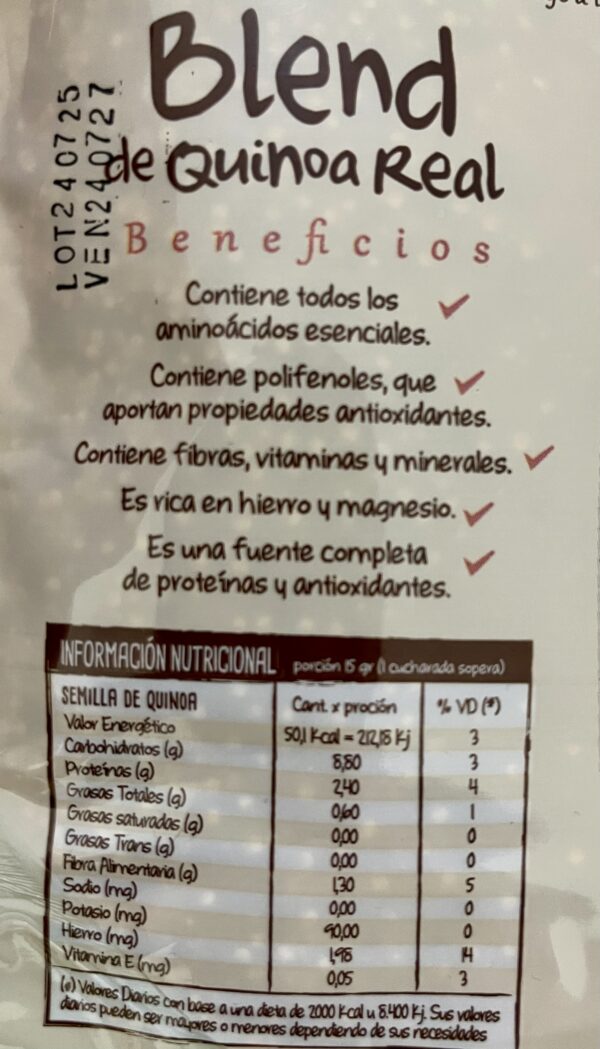 Blend
de Quinoa Real
LOT240725
VEN240727
Beneficios
Contiene todos los
aminoácidos esenciales.
Contiene polifenoles, que
aportan propiedades antioxidantes.
Contiene fibras, vitaminas y minerales.
Es rica en hierro y magnesio.
Es una fuente completa
de proteínas y antioxidantes.
INFORMACIÓN NUTRICIONAL porción 15 gr (1 cucharada sopera)
SEMILLA DE QUINOA Cant. x proción % VD (*)
Valor Energético 50,1 Kcal = 212,18 Kj 3
Carbohidratos (g) 8,80 3
Proteínas (g) 2,40 4
Grasas Totales (g) 0,60 1
Grasas saturadas (g) 0,00 0
Grasas Trans (g) 0,00 0
Fibra Alimentaria (g) 1,30 5
Sodio (mg) 0,00 0
Potasio (mg) 90,00 0
Hierro (mg) 1,98 14
Vitamina E (mg) 0,05 3
(*) Valores Diarios con base a una dieta de 2000 Kcal u 8.400 Kj. Sus valores
diarios pueden ser mayores o menores dependiendo de sus necesidades